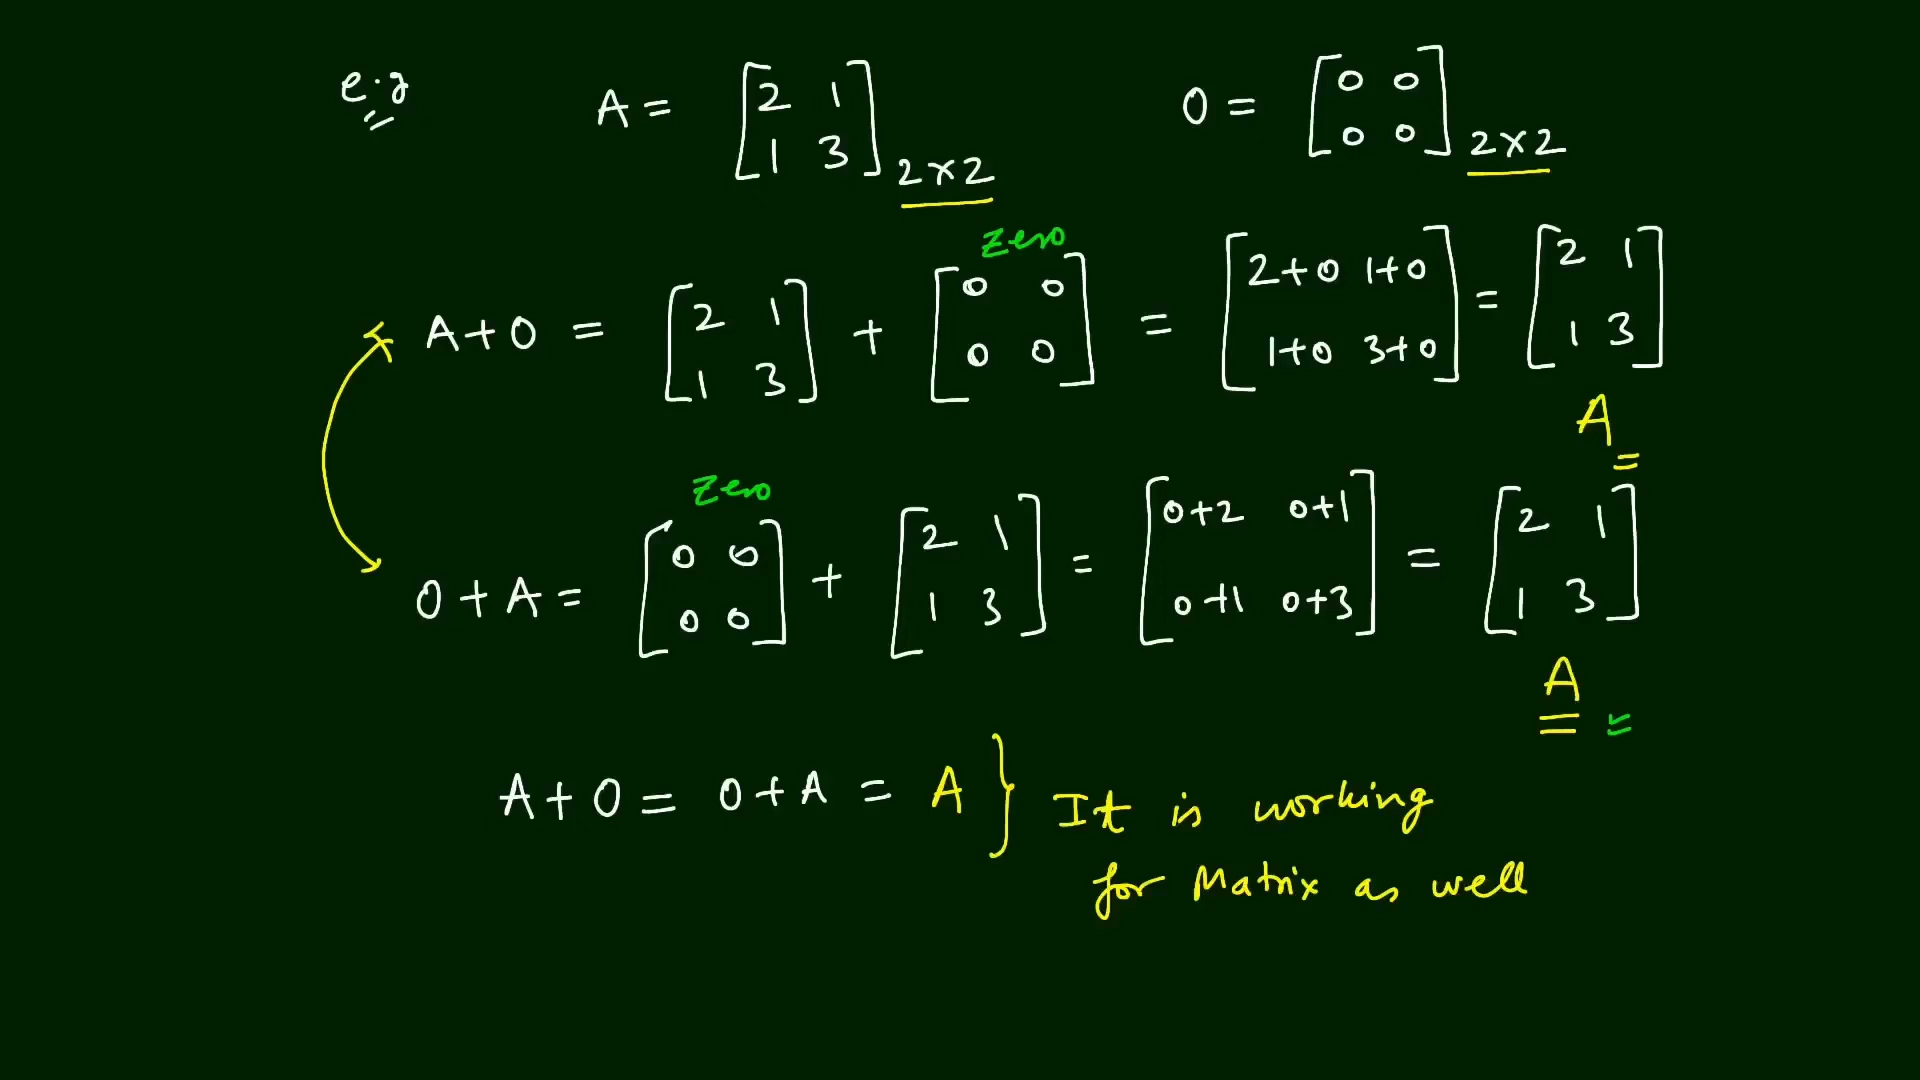 e.g A = [2 1 1 3] 2×2 0 = [0 0 0 0] 2×2
zero
A+0 = [2 1 1 3] + [0 0 0 0] = [2+0 1+0 1+0 3+0] = [2 1 1 3]
A
zero
0+A = [0 0 0 0] + [2 1 1 3] = [0+2 0+1 0+1 0+3] = [2 1 1 3]
A
A+0 = 0+A = A } It is working
for Matrix as well